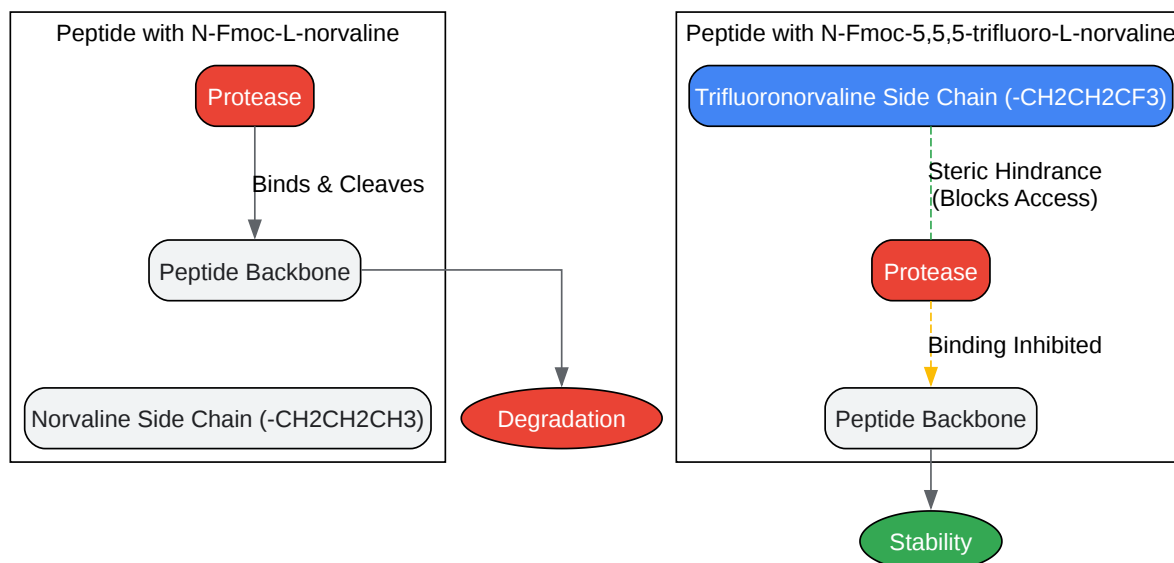 Peptide with N-Fmoc-L-norvaline
Protease
Binds & Cleaves
Peptide Backbone
Norvaline Side Chain (-CH2CH2CH3)
Degradation
Peptide with N-Fmoc-5,5,5-trifluoro-L-norvaline
Trifluoronorvaline Side Chain (-CH2CH2CF3)
Steric Hindrance
(Blocks Access)
Protease
Binding Inhibited
Peptide Backbone
Stability